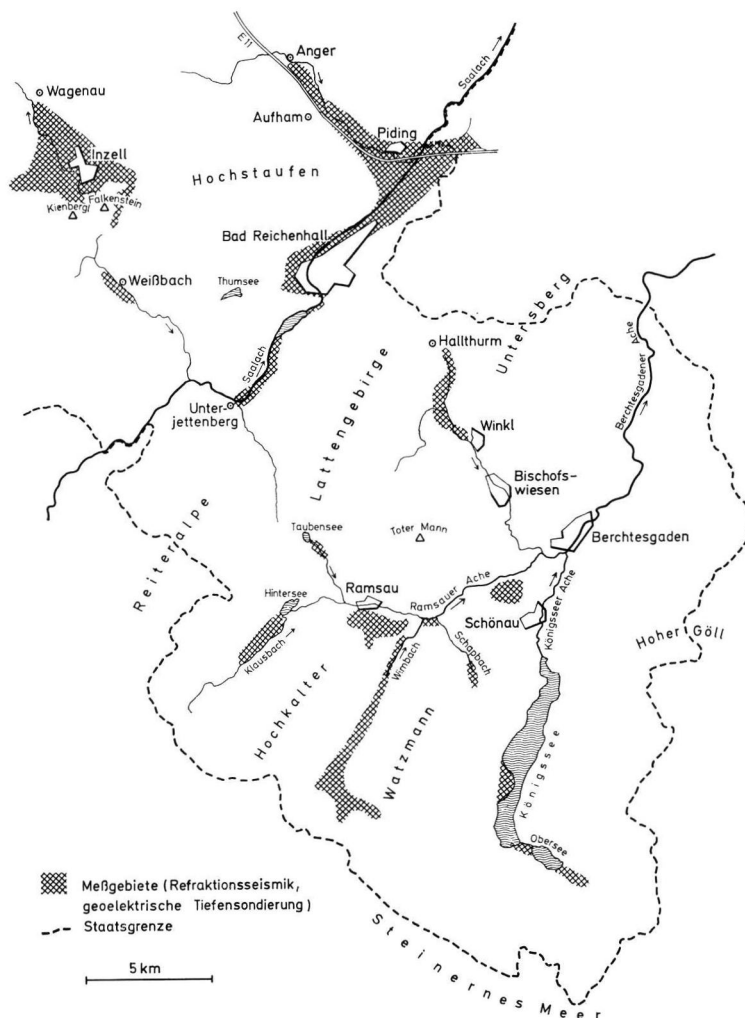 E11
Anger
Saalach
Wagenau
Aufham
Piding
Inzell
Hochstaufen
Kienberg
Falkenstein
Bad Reichenhall
Weißbach
Thumsee
Untersberg
Hallthurm
Saalach
Berchtesgadener Ache
Unter-
jettenberg
Lattengebirge
Winkl
Bischofs-
wiesen
Reiteralpe
Taubensee
Toter Mann
Berchtesgaden
Hintersee
Ramsau
Ramsauer Ache
Schönau
Königsseer Ache
Hoher Göll
Klausbach
Wimbach
Schapbach
Hochkalter
Watzmann
Königssee
Obersee
Meßgebiete (Refraktionsseismik,
geoelektrische Tiefensondierung)
Staatsgrenze
5 km
Steinernes Meer